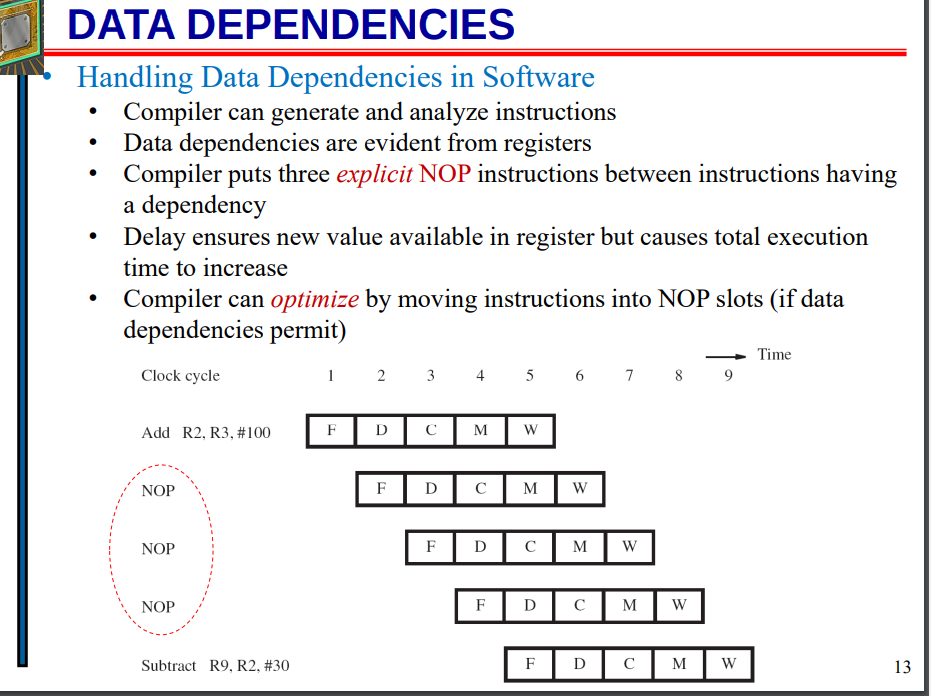 DATA DEPENDENCIES
• Handling Data Dependencies in Software
• Compiler can generate and analyze instructions
• Data dependencies are evident from registers
• Compiler puts three explicit NOP instructions between instructions having
a dependency
• Delay ensures new value available in register but causes total execution
time to increase
• Compiler can optimize by moving instructions into NOP slots (if data
dependencies permit)
Time
Clock cycle 1 2 3 4 5 6 7 8 9
Add R2, R3, #100 F D C M W
NOP F D C M W
NOP F D C M W
NOP F D C M W
Subtract R9, R2, #30 F D C M W
13